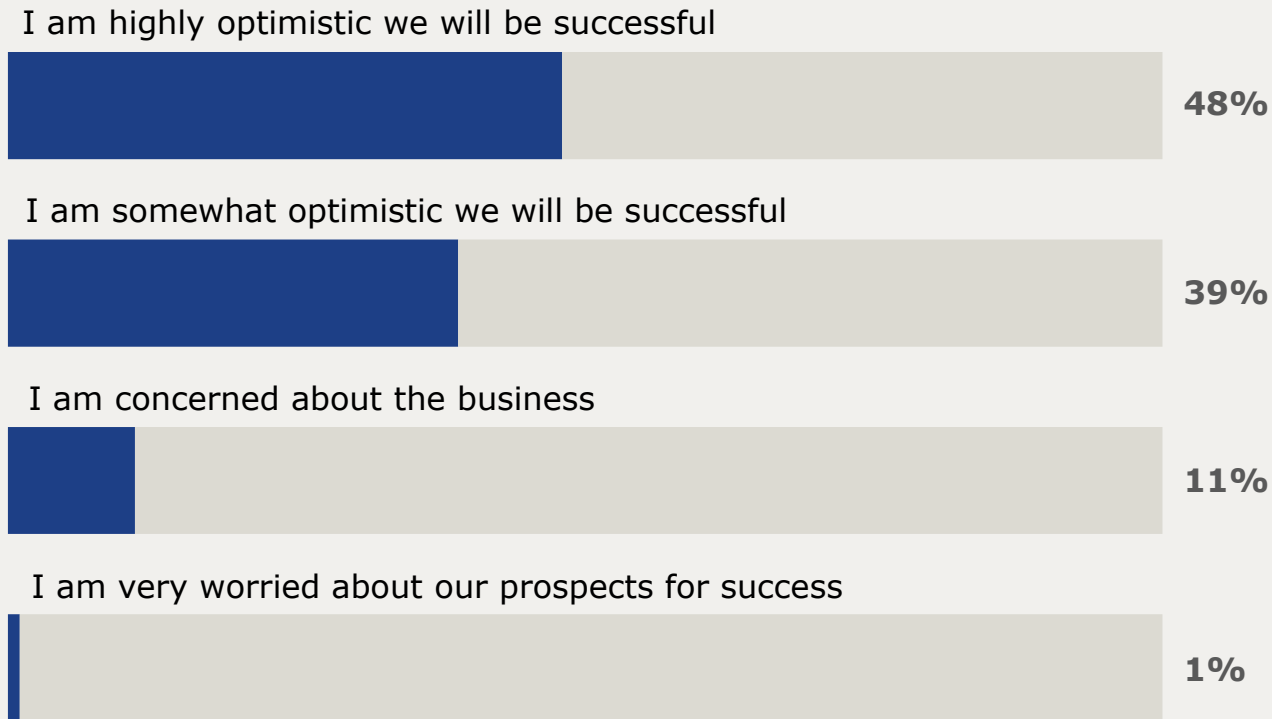 I am highly optimistic we will be successful
48%
I am somewhat optimistic we will be successful
39%
I am concerned about the business
11%
I am very worried about our prospects for success
1%